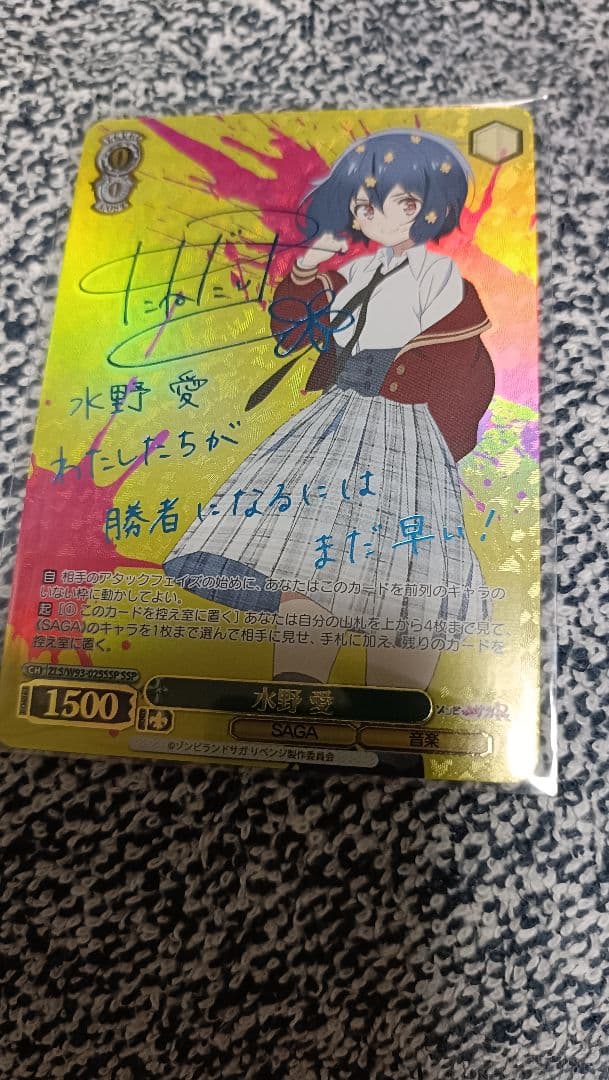 0
0
水野 愛
わたしたちが
勝者になるには
まだ早い!
自 相手のアタックフェイズの始めに、あなたはこのカードを前列のキャラの
いない枠に動かしてよい。
起 [(0) このカードを控え室に置く] あなたは自分の山札を上から4枚まで見て、
《SAGA》のキャラを1枚まで選んで相手に見せ、手札に加え、残りのカードを
控え室に置く。
CH ZLS/W93-025SSP SSP
1500
水野 愛
SAGA
音楽
©ゾンビランドサガ リベンジ製作委員会